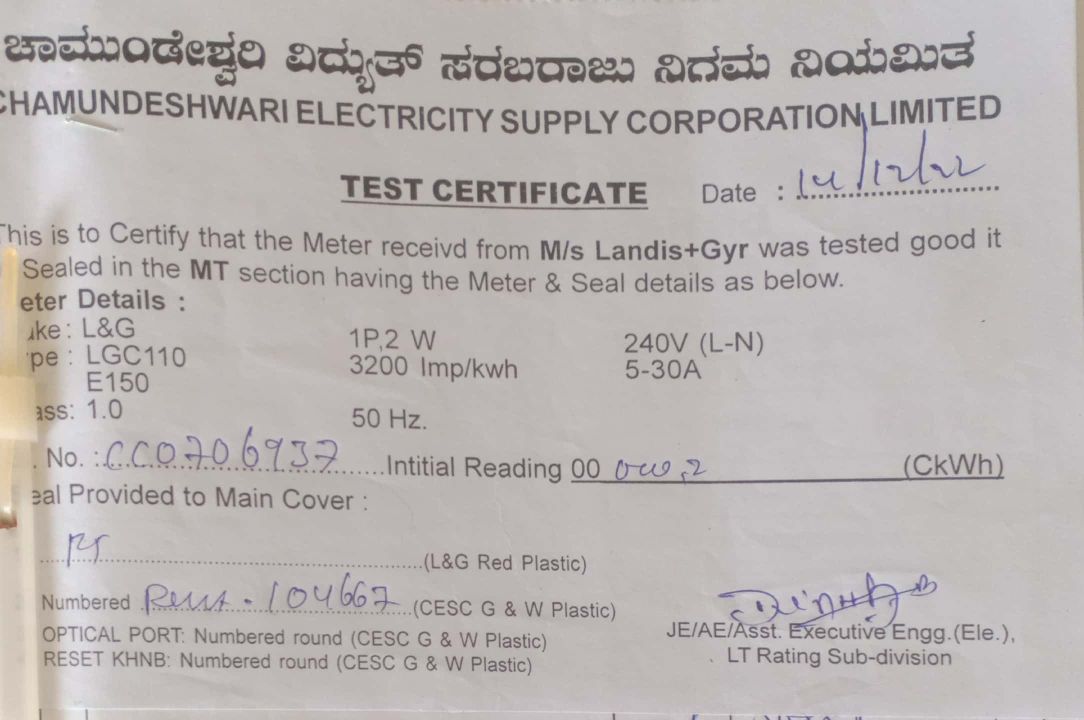 ಚಾಮುಂಡೇಶ್ವರಿ ವಿದ್ಯುತ್ ಸರಬರಾಜು ನಿಗಮ ನಿಯಮಿತ
CHAMUNDESHWARI ELECTRICITY SUPPLY CORPORATION LIMITED
TEST CERTIFICATE Date : 14/12/22
This is to Certify that the Meter receivd from M/s Landis+Gyr was tested good it
Sealed in the MT section having the Meter & Seal details as below.
eter Details :
ake : L&G 1P,2 W 240V (L-N)
pe : LGC110 3200 Imp/kwh 5-30A
E150
ass: 1.0 50 Hz.
. No. : CC0706937 Intitial Reading 00 (CkWh)
eal Provided to Main Cover :
(L&G Red Plastic)
Numbered 104667 (CESC G & W Plastic)
OPTICAL PORT: Numbered round (CESC G & W Plastic)
RESET KHNB: Numbered round (CESC G & W Plastic)
JE/AE/Asst. Executive Engg.(Ele.),
LT Rating Sub-division